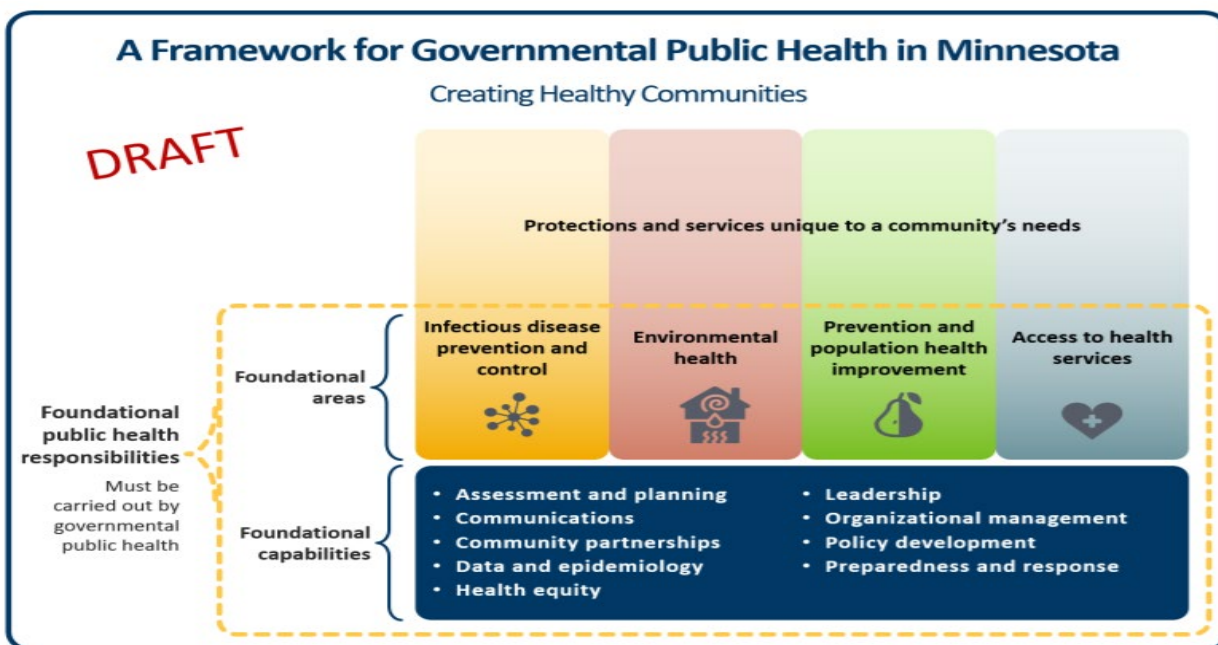 A Framework for Governmental Public Health in Minnesota
Creating Healthy Communities
DRAFT
Protections and services unique to a community's needs
Foundational
public health
responsibilities
Must be
carried out by
governmental
public health
Foundational
areas
Infectious disease
prevention and
control
Environmental
health
Prevention and
population health
improvement
Access to health
services
Foundational
capabilities
• Assessment and planning
• Communications
• Community partnerships
• Data and epidemiology
• Health equity
• Leadership
• Organizational management
• Policy development
• Preparedness and response